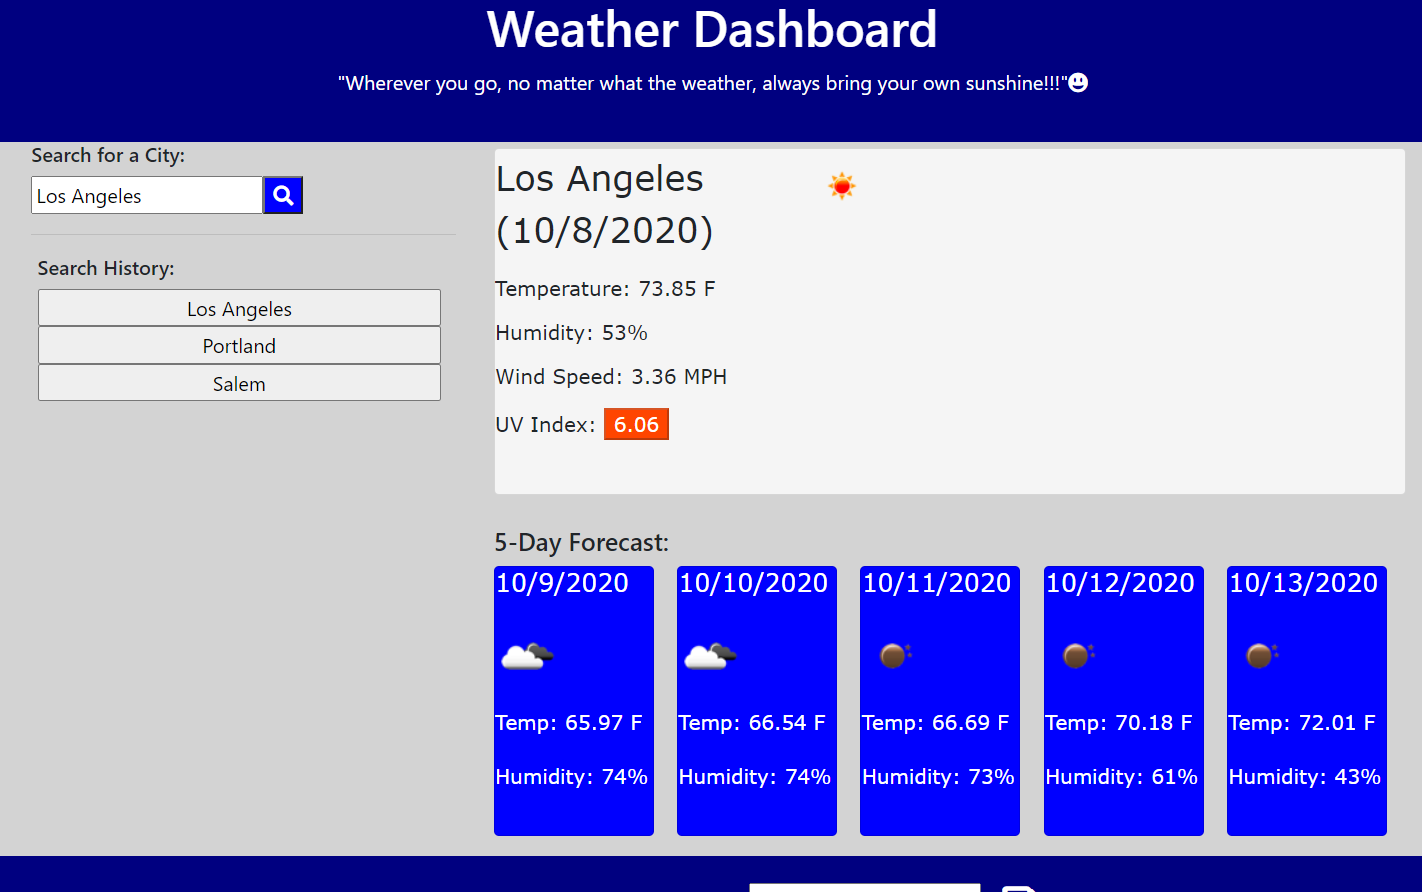 Weather Dashboard
"Wherever you go, no matter what the weather, always bring your own sunshine!!!"
Search for a City:
Los Angeles
Search History:
Los Angeles
Portland
Salem
Los Angeles
(10/8/2020)
Temperature: 73.85 F
Humidity: 53%
Wind Speed: 3.36 MPH
UV Index: 6.06
5-Day Forecast:
10/9/2020
Temp: 65.97 F
Humidity: 74%
10/10/2020
Temp: 66.54 F
Humidity: 74%
10/11/2020
Temp: 66.69 F
Humidity: 73%
10/12/2020
Temp: 70.18 F
Humidity: 61%
10/13/2020
Temp: 72.01 F
Humidity: 43%